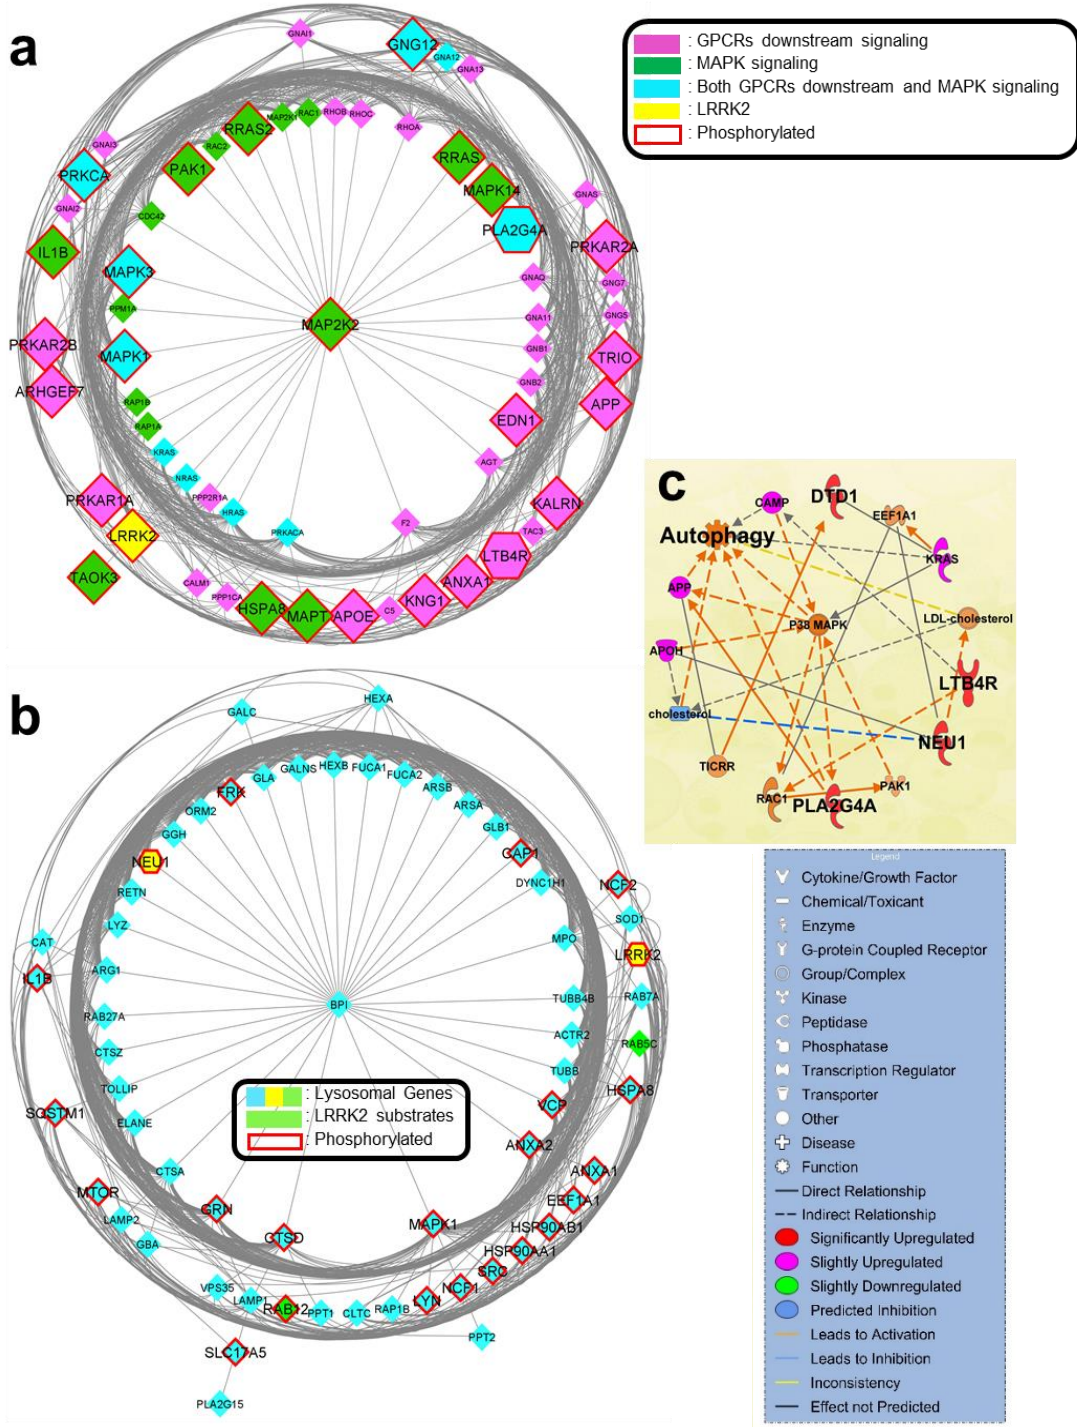 a
: GPCRs downstream signaling
: MAPK signaling
: Both GPCRs downstream and MAPK signaling
: LRRK2
: Phosphorylated
GNAI1
GNG12
GNA12
GNA13
MAP2K1
RAC1
RHOB
RHOC
RHOA
RRAS2
RAC2
GNAI3
PAK1
PRKCA
GNAI2
CDC42
IL1B
MAPK3
PPM1A
PRKAR2B
MAPK1
ARHGEF7
RAP1B
RAP1A
KRAS
NRAS
PPP2R1A
HRAS
PRKAR1A
LRRK2
TAOK3
PRKACA
CALM1
PPP1CA
HSPA8
MAPT
APOE
C5
KNG1
ANXA1
LTB4R
TAC3
KALRN
F2
AGT
EDN1
MAP2K2
RRAS
MAPK14
PLA2G4A
GNAS
PRKAR2A
GNG7
GNG5
GNAQ
GNA11
GNB1
GNB2
TRIO
APP
c
CAMP
DTD1
EEF1A1
Autophagy
KRAS
APP
P38 MAPK
LDL-cholesterol
APOH
LTB4R
cholesterol
NEU1
TICRR
RAC1
PLA2G4A
PAK1
b
GALC
HEXA
HEXB
FUCA1
FUCA2
GALNS
GLA
FRK
ARSB
ARSA
GLB1
ORM2
GGH
NEU1
CAP1
DYNC1H1
NCF2
RETN
SOD1
LYZ
MPO
CAT
LRRK2
IL1B
ARG1
RAB7A
TUBB4B
BPI
RAB27A
ACTR2
RAB5C
CTSZ
TUBB
TOLLIP
HSPA8
: Lysosomal Genes
: LRRK2 substrates
: Phosphorylated
VCP
SQSTM1
ELANE
ANXA2
CTSA
ANXA1
MTOR
EEF1A1
LAMP2
GRN
MAPK1
HSP90AB1
GBA
CTSD
HSP90AA1
SRC
VPS35
NCF1
LAMP1
LYN
RAB12
PPT1
CLTC
RAP1B
PPT2
SLC17A5
PLA2G15
Legend
Cytokine/Growth Factor
Chemical/Toxicant
Enzyme
G-protein Coupled Receptor
Group/Complex
Kinase
Peptidase
Phosphatase
Transcription Regulator
Transporter
Other
Disease
Function
Direct Relationship
Indirect Relationship
Significantly Upregulated
Slightly Upregulated
Slightly Downregulated
Predicted Inhibition
Leads to Activation
Leads to Inhibition
Inconsistency
Effect not Predicted